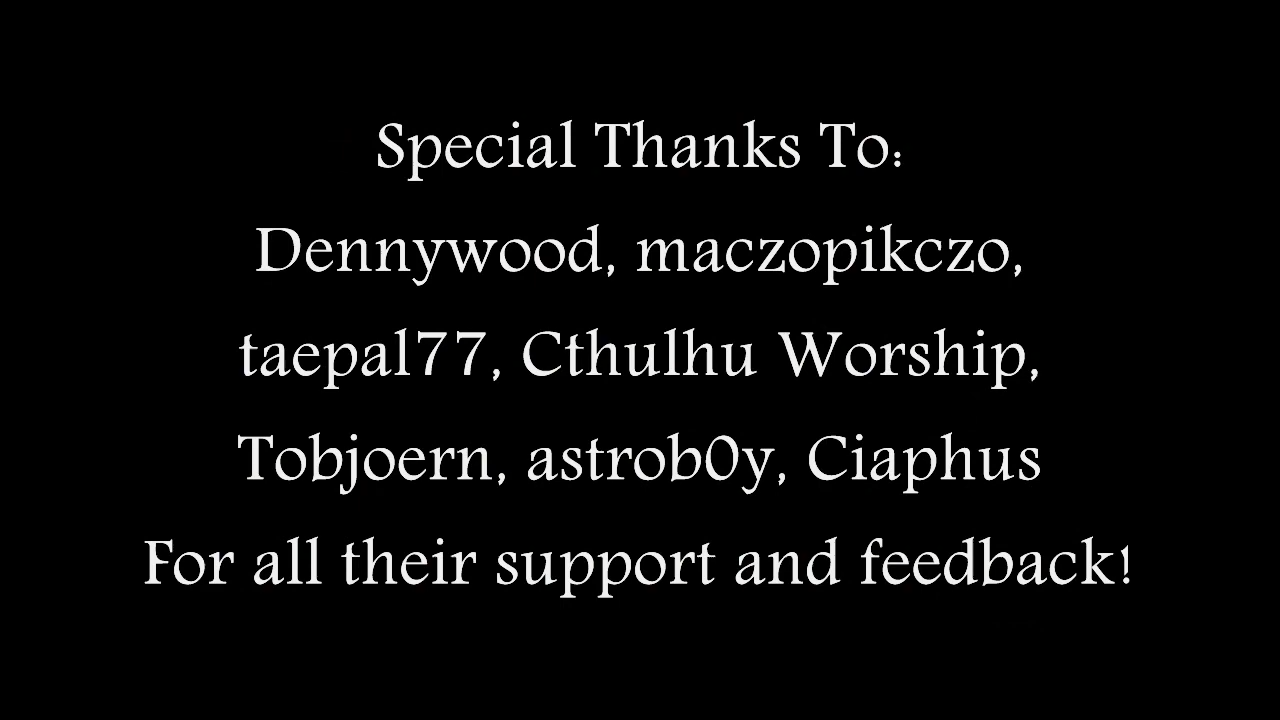 Special Thanks To:
Dennywood, maczopikczo,
taepal77, Cthulhu Worship,
Tobjoern, astrob0y, Ciaphus
For all their support and feedback!